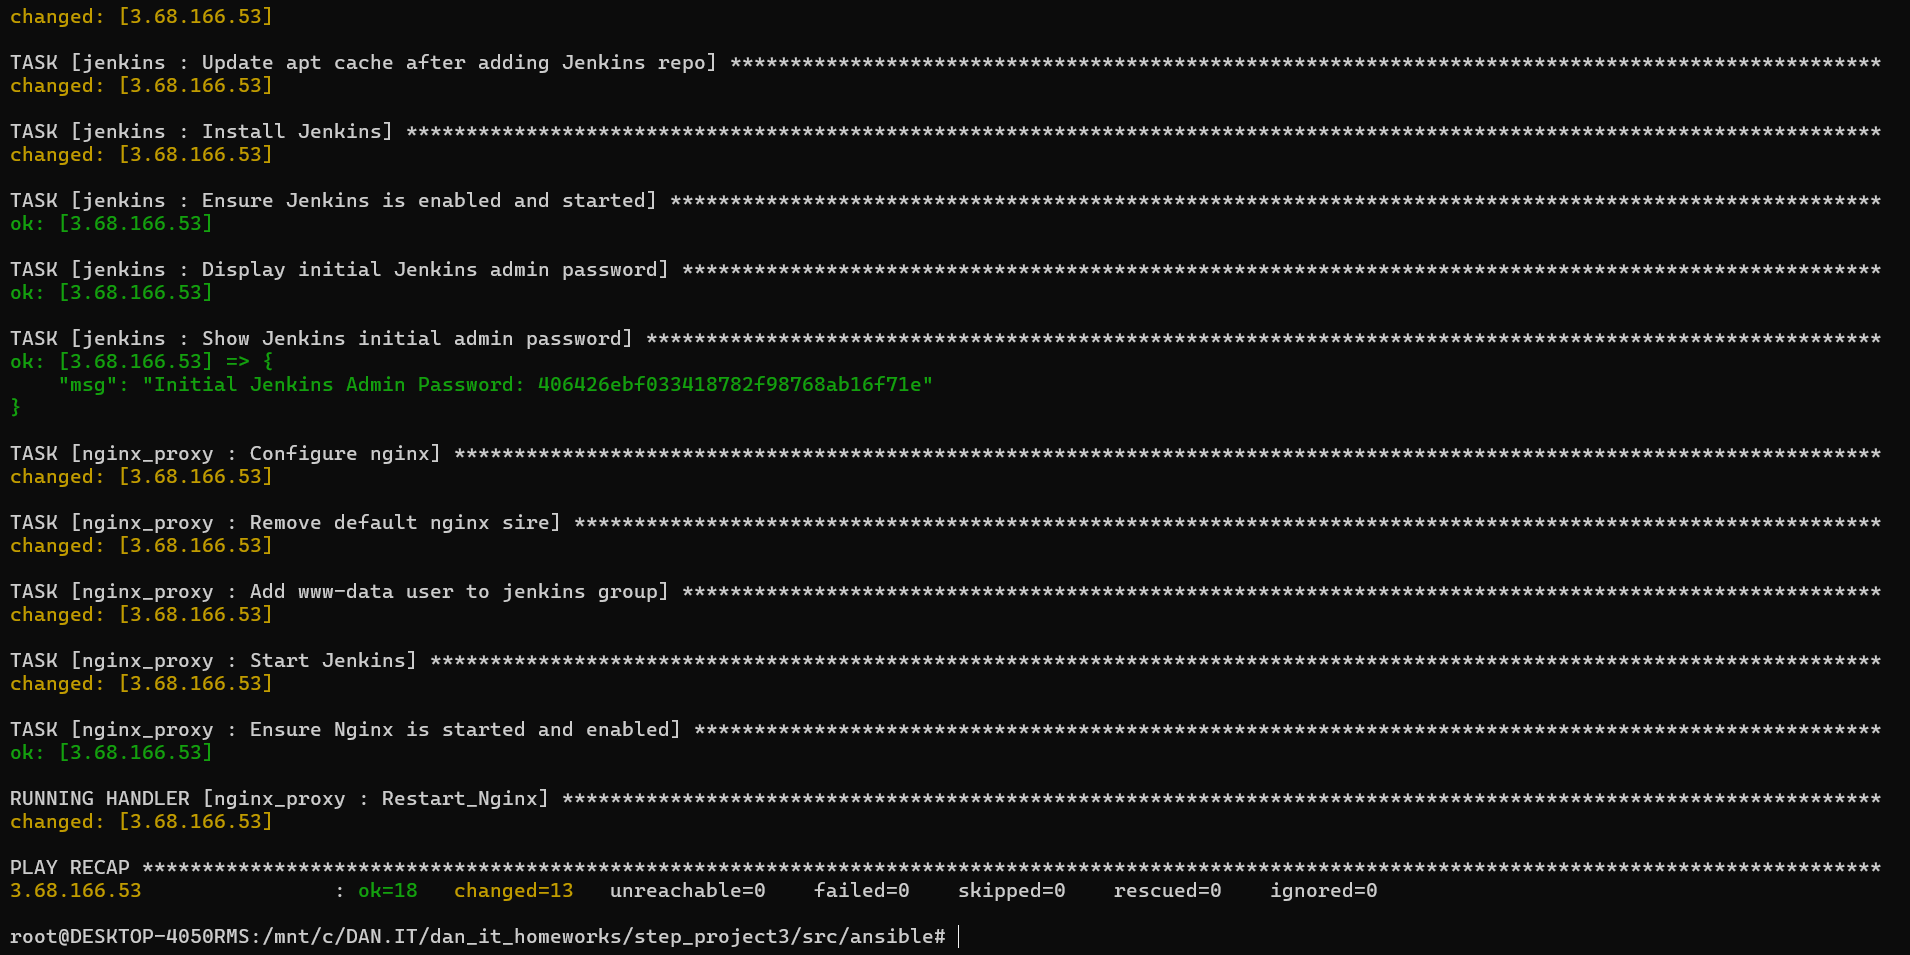 changed: [3.68.166.53]
TASK [jenkins : Update apt cache after adding Jenkins repo] ************************************************************************************************
changed: [3.68.166.53]
TASK [jenkins : Install Jenkins] ***************************************************************************************************************************
changed: [3.68.166.53]
TASK [jenkins : Ensure Jenkins is enabled and started] *****************************************************************************************************
ok: [3.68.166.53]
TASK [jenkins : Display initial Jenkins admin password] ****************************************************************************************************
ok: [3.68.166.53]
TASK [jenkins : Show Jenkins initial admin password] *******************************************************************************************************
ok: [3.68.166.53] => {
    "msg": "Initial Jenkins Admin Password: 406426ebf033418782f98768ab16f71e"
}
TASK [nginx_proxy : Configure nginx] ***********************************************************************************************************************
changed: [3.68.166.53]
TASK [nginx_proxy : Remove default nginx sire] *************************************************************************************************************
changed: [3.68.166.53]
TASK [nginx_proxy : Add www-data user to jenkins group] ****************************************************************************************************
changed: [3.68.166.53]
TASK [nginx_proxy : Start Jenkins] *************************************************************************************************************************
changed: [3.68.166.53]
TASK [nginx_proxy : Ensure Nginx is started and enabled] ***************************************************************************************************
ok: [3.68.166.53]
RUNNING HANDLER [nginx_proxy : Restart_Nginx] **************************************************************************************************************
changed: [3.68.166.53]
PLAY RECAP *************************************************************************************************************************************************
3.68.166.53                : ok=18   changed=13   unreachable=0    failed=0    skipped=0    rescued=0    ignored=0
root@DESKTOP-4050RMS:/mnt/c/DAN.IT/dan_it_homeworks/step_project3/src/ansible#